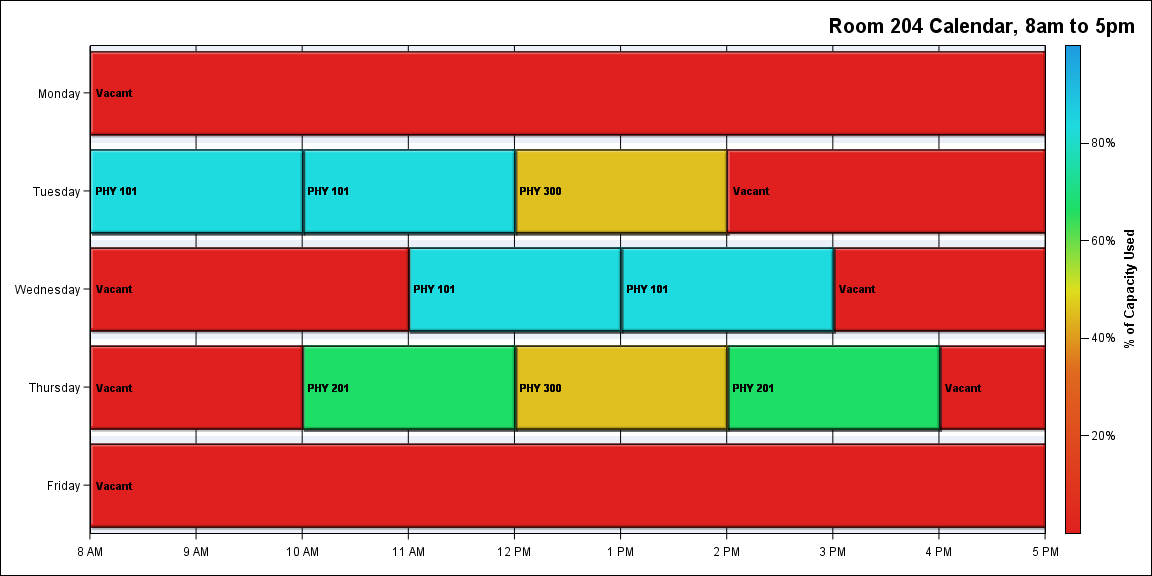 Room 204 Calendar, 8am to 5pm
Monday
Vacant
Tuesday
PHY 101
PHY 101
PHY 300
Vacant
Wednesday
Vacant
PHY 101
PHY 101
Vacant
Thursday
Vacant
PHY 201
PHY 300
PHY 201
Vacant
Friday
Vacant
8 AM
9 AM
10 AM
11 AM
12 PM
1 PM
2 PM
3 PM
4 PM
5 PM
80%
60%
40%
20%
% of Capacity Used